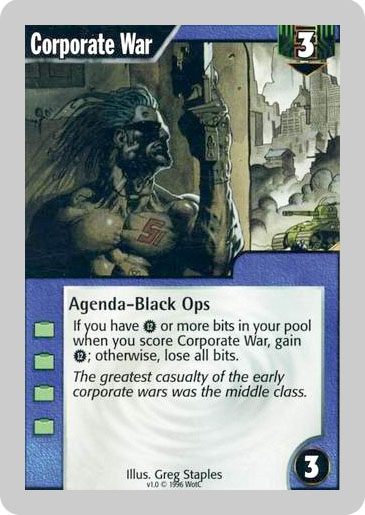 Corporate War
3
Agenda-Black Ops
If you have 12 or more bits in your pool
when you score Corporate War, gain
12; otherwise, lose all bits.
The greatest casualty of the early
corporate wars was the middle class.
Illus. Greg Staples
v1.0 © 1996 WotC
3